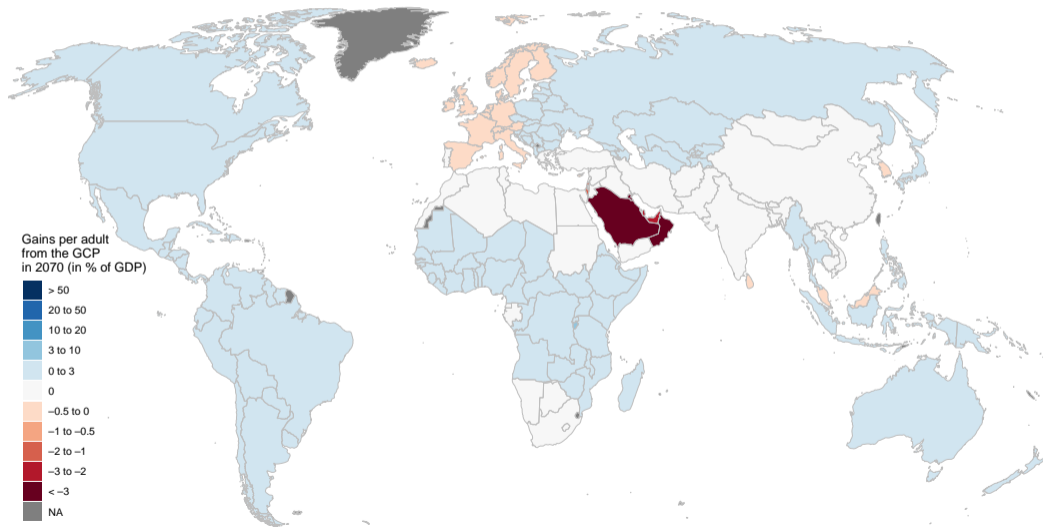 Gains per adult
from the GCP
in 2070 (in % of GDP)
> 50
20 to 50
10 to 20
3 to 10
0 to 3
0
–0.5 to 0
–1 to –0.5
–2 to –1
–3 to –2
< –3
NA